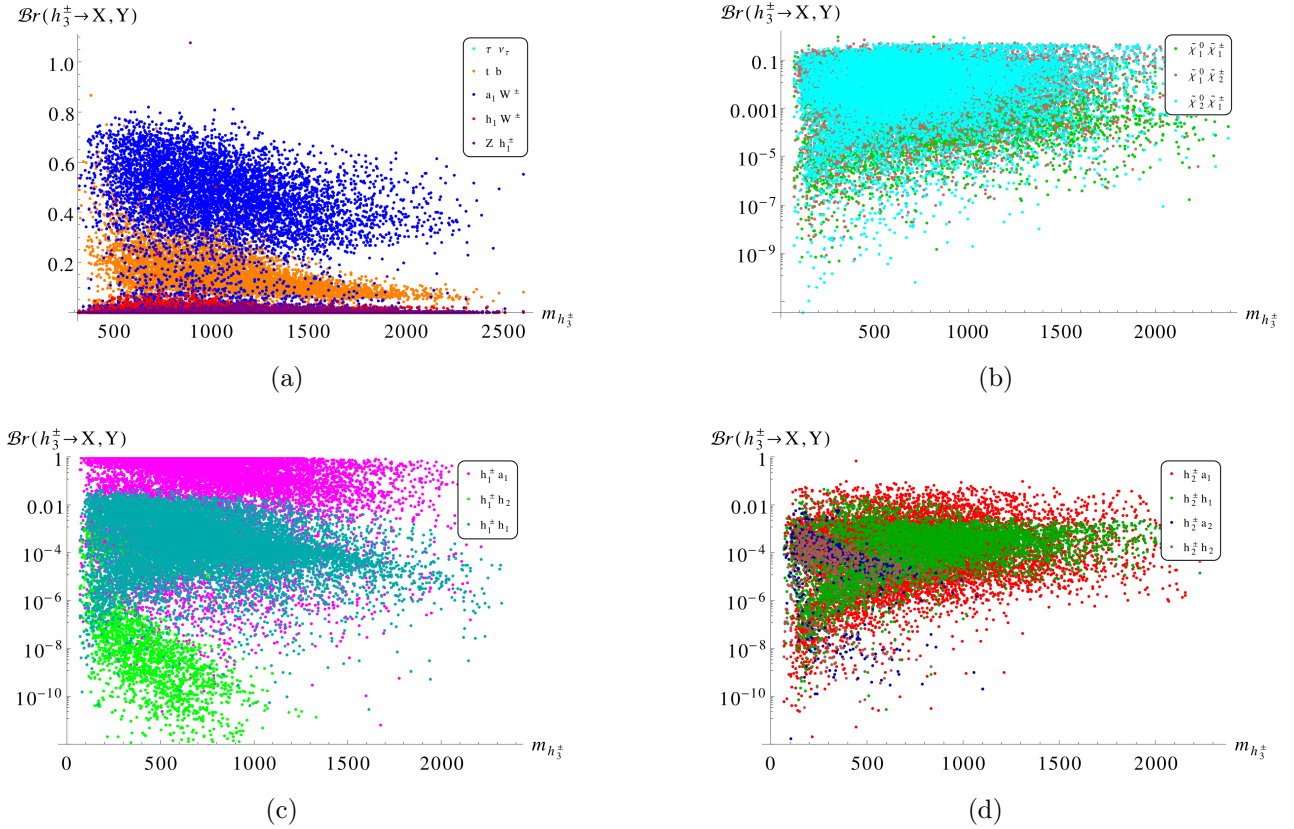 ℬr(h₃^±→X,Y)
τ ν_τ
t b
a₁ W^±
h₁ W^±
Z h₁^±
1.0
0.8
0.6
0.4
0.2
500 1000 1500 2000 2500
m_{h₃^±}
(a)
ℬr(h₃^±→X,Y)
χ̃₁⁰ χ̃₁^±
χ̃₁⁰ χ̃₂^±
χ̃₂⁰ χ̃₁^±
0.1
0.001
10⁻⁵
10⁻⁷
10⁻⁹
500 1000 1500 2000
m_{h₃^±}
(b)
ℬr(h₃^±→X,Y)
h₁^± a₁
h₁^± h₂
h₁^± h₁
1
0.01
10⁻⁴
10⁻⁶
10⁻⁸
10⁻¹⁰
0 500 1000 1500 2000
m_{h₃^±}
(c)
ℬr(h₃^±→X,Y)
h₂^± a₁
h₂^± h₁
h₂^± a₂
h₂^± h₂
1
0.01
10⁻⁴
10⁻⁶
10⁻⁸
10⁻¹⁰
0 500 1000 1500 2000
m_{h₃^±}
(d)